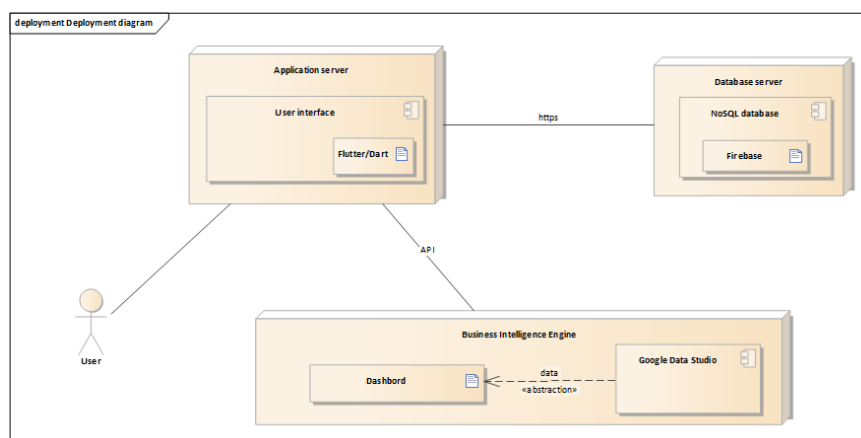 deployment Deployment diagram
Application server
User interface
Flutter/Dart
https
Database server
NoSQL database
Firebase
API
User
Business Intelligence Engine
Dashbord
data
«abstraction»
Google Data Studio